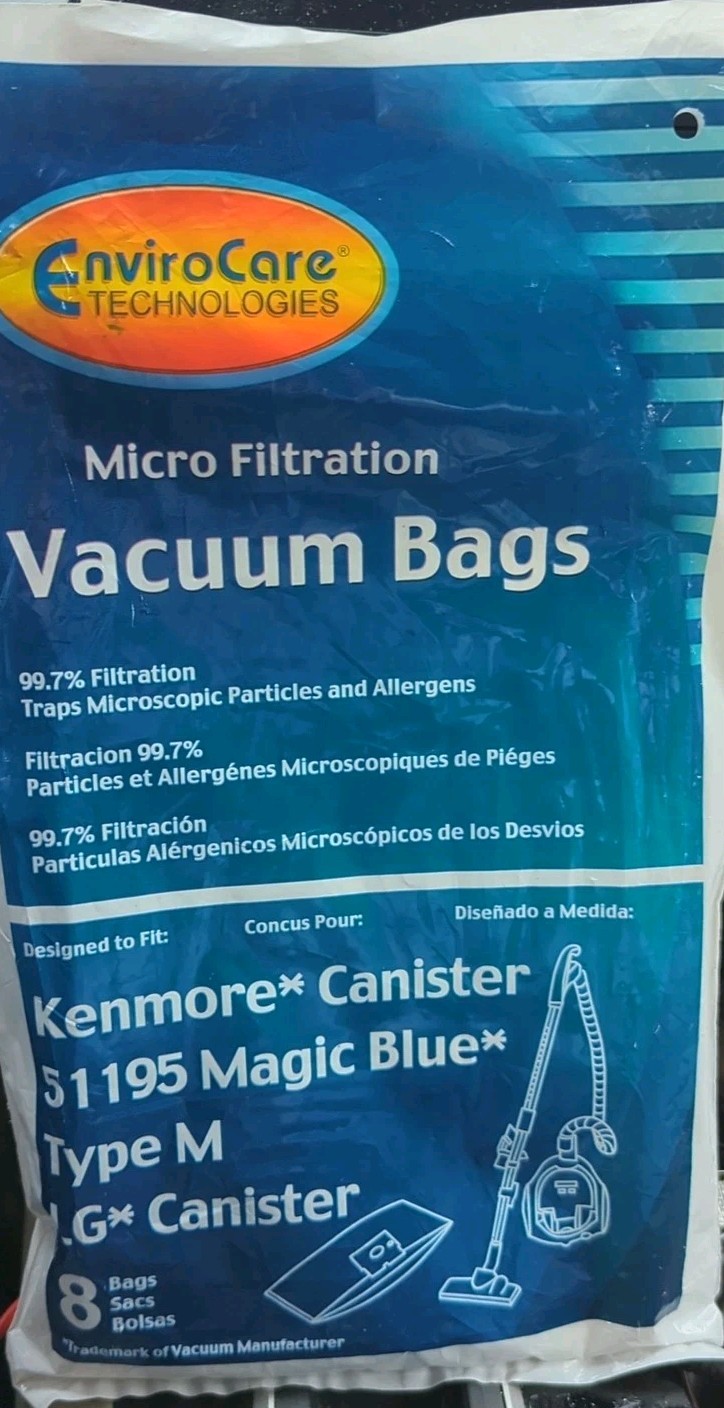 EnviroCare®
TECHNOLOGIES
Micro Filtration
Vacuum Bags
99.7% Filtration
Traps Microscopic Particles and Allergens
Filtracion 99.7%
Particles et Allergénes Microscopiques de Piéges
99.7% Filtración
Particulas Alérgenicos Microscópicos de los Desvios
Designed to Fit:
Concus Pour:
Diseñado a Medida:
Kenmore* Canister
51195 Magic Blue*
Type M
LG* Canister
8
Bags
Sacs
Bolsas
*Trademark of Vacuum Manufacturer